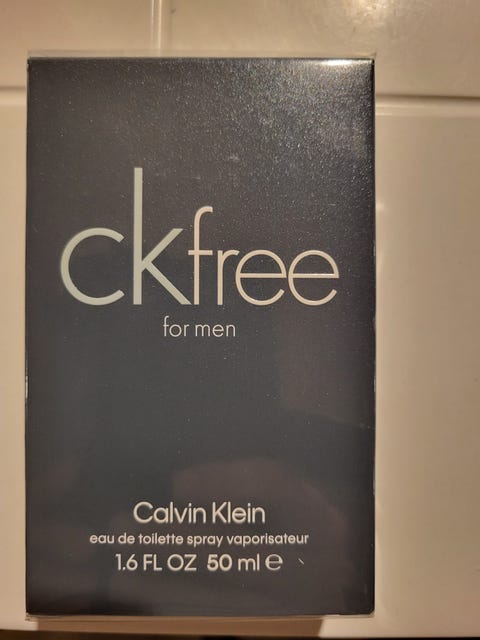 ckfree
for men
Calvin Klein
eau de toilette spray vaporisateur
1.6 FL OZ 50 ml ℮